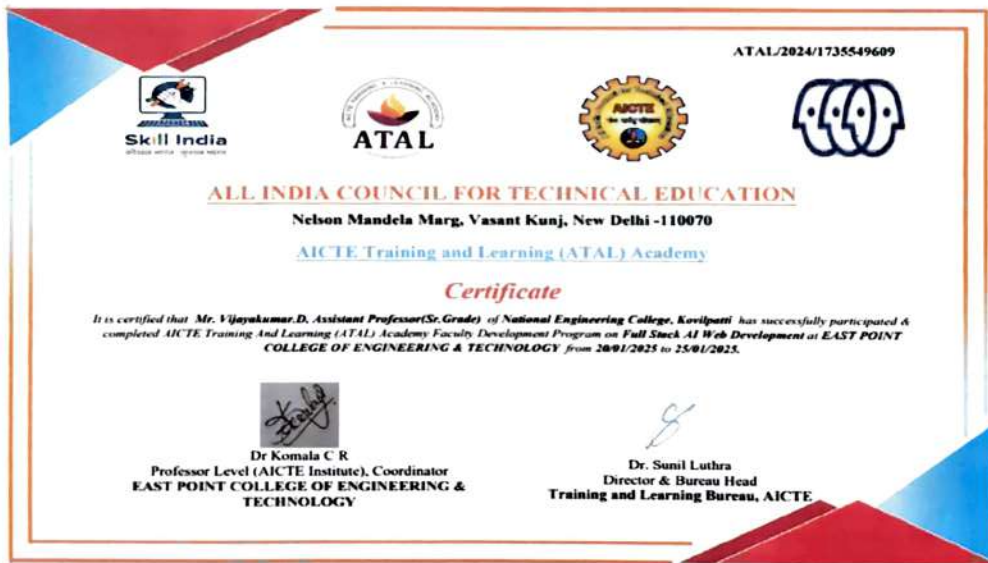 ATAL/2024/1735549609
Skill India
ATAL
AICTE
ALL INDIA COUNCIL FOR TECHNICAL EDUCATION
Nelson Mandela Marg, Vasant Kunj, New Delhi -110070
AICTE Training and Learning (ATAL) Academy
Certificate
It is certified that Mr. Vijayakumar.D, Assistant Professor(Sr.Grade) of National Engineering College, Kovilpatti has successfully participated &
completed AICTE Training And Learning (ATAL) Academy Faculty Development Program on Full Stack AI Web Development at EAST POINT
COLLEGE OF ENGINEERING & TECHNOLOGY from 20/01/2025 to 25/01/2025.
Dr Komala C R
Professor Level (AICTE Institute), Coordinator
EAST POINT COLLEGE OF ENGINEERING &
TECHNOLOGY
Dr. Sunil Luthra
Director & Bureau Head
Training and Learning Bureau, AICTE